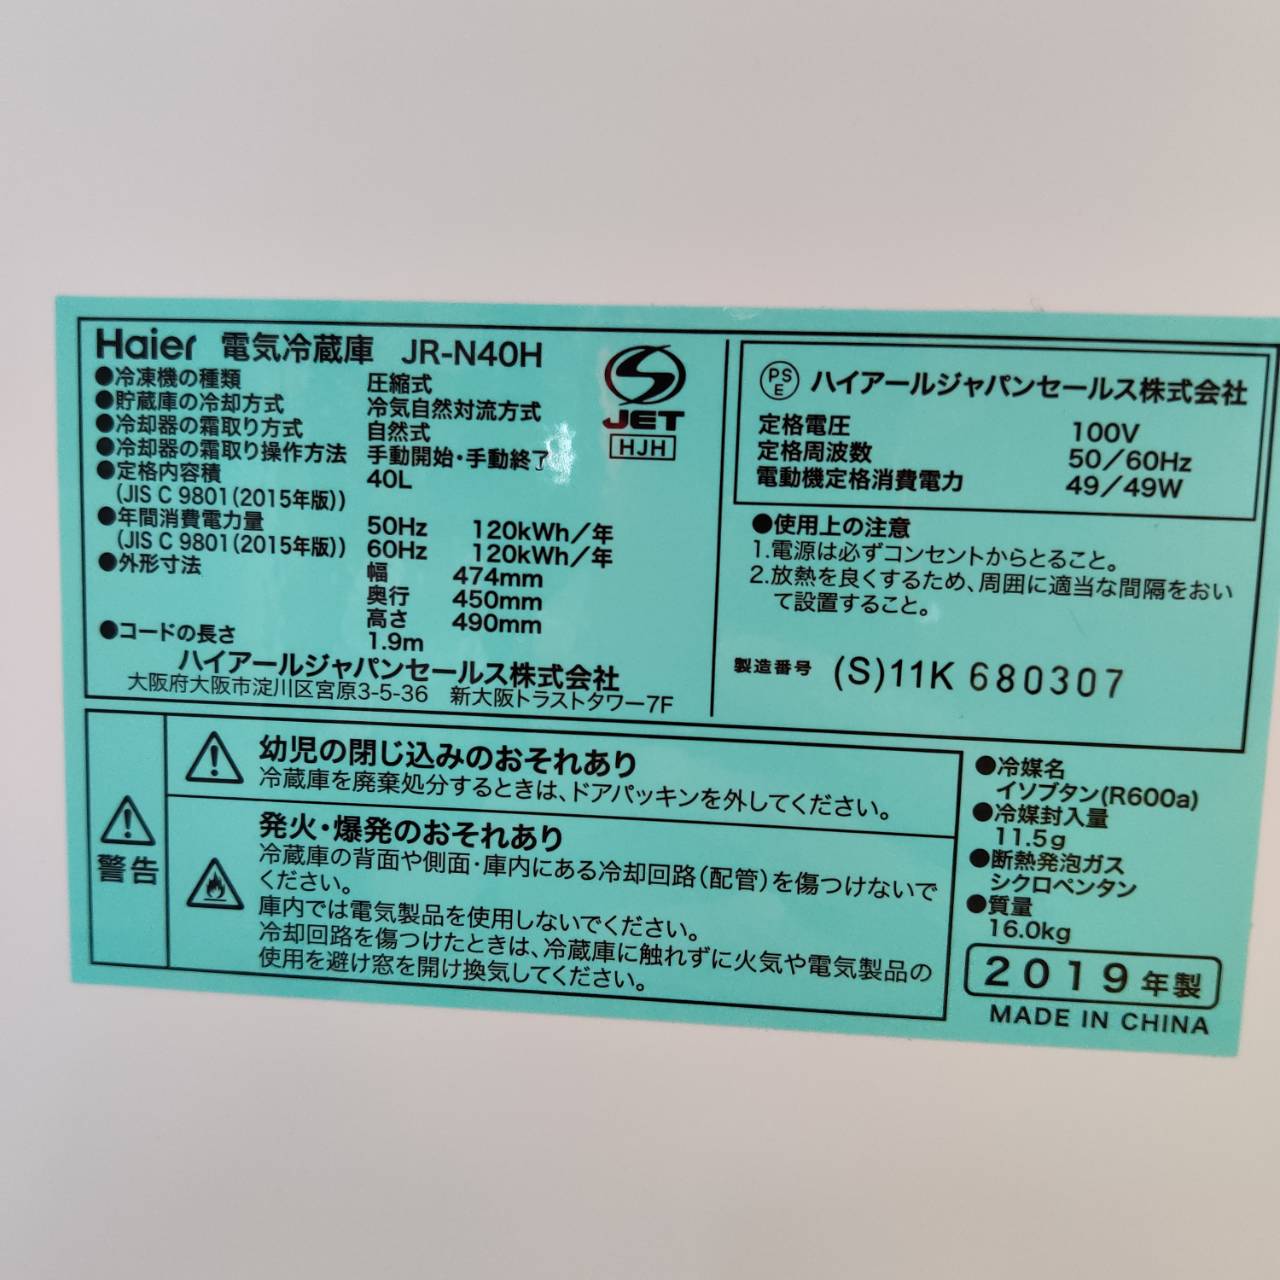 Haier 電気冷蔵庫 JR-N40H
●冷凍機の種類 圧縮式
●貯蔵庫の冷却方式 冷気自然対流方式
●冷却器の霜取り方式 自然式
●冷却器の霜取り操作方法 手動開始・手動終了
●定格内容積 40L
(JIS C 9801(2015年版))
●年間消費電力量 50Hz 120kWh/年
(JIS C 9801(2015年版)) 60Hz 120kWh/年
●外形寸法 幅 474mm
奥行 450mm
高さ 490mm
●コードの長さ 1.9m
ハイアールジャパンセールス株式会社
大阪府大阪市淀川区宮原3-5-36 新大阪トラストタワー7F
S
JET
HJH
PSE ハイアールジャパンセールス株式会社
定格電圧 100V
定格周波数 50/60Hz
電動機定格消費電力 49/49W
●使用上の注意
1.電源は必ずコンセントからとること。
2.放熱を良くするため、周囲に適当な間隔をおい
て設置すること。
製造番号 (S)11K 680307
警告
幼児の閉じ込みのおそれあり
冷蔵庫を廃棄処分するときは、ドアパッキンを外してください。
発火・爆発のおそれあり
冷蔵庫の背面や側面・庫内にある冷却回路(配管)を傷つけないで
ください。
庫内では電気製品を使用しないでください。
冷却回路を傷つけたときは、冷蔵庫に触れずに火気や電気製品の
使用を避け窓を開け換気してください。
●冷媒名
イソブタン(R600a)
●冷媒封入量
11.5g
●断熱発泡ガス
シクロペンタン
●質量
16.0kg
2019年製
MADE IN CHINA